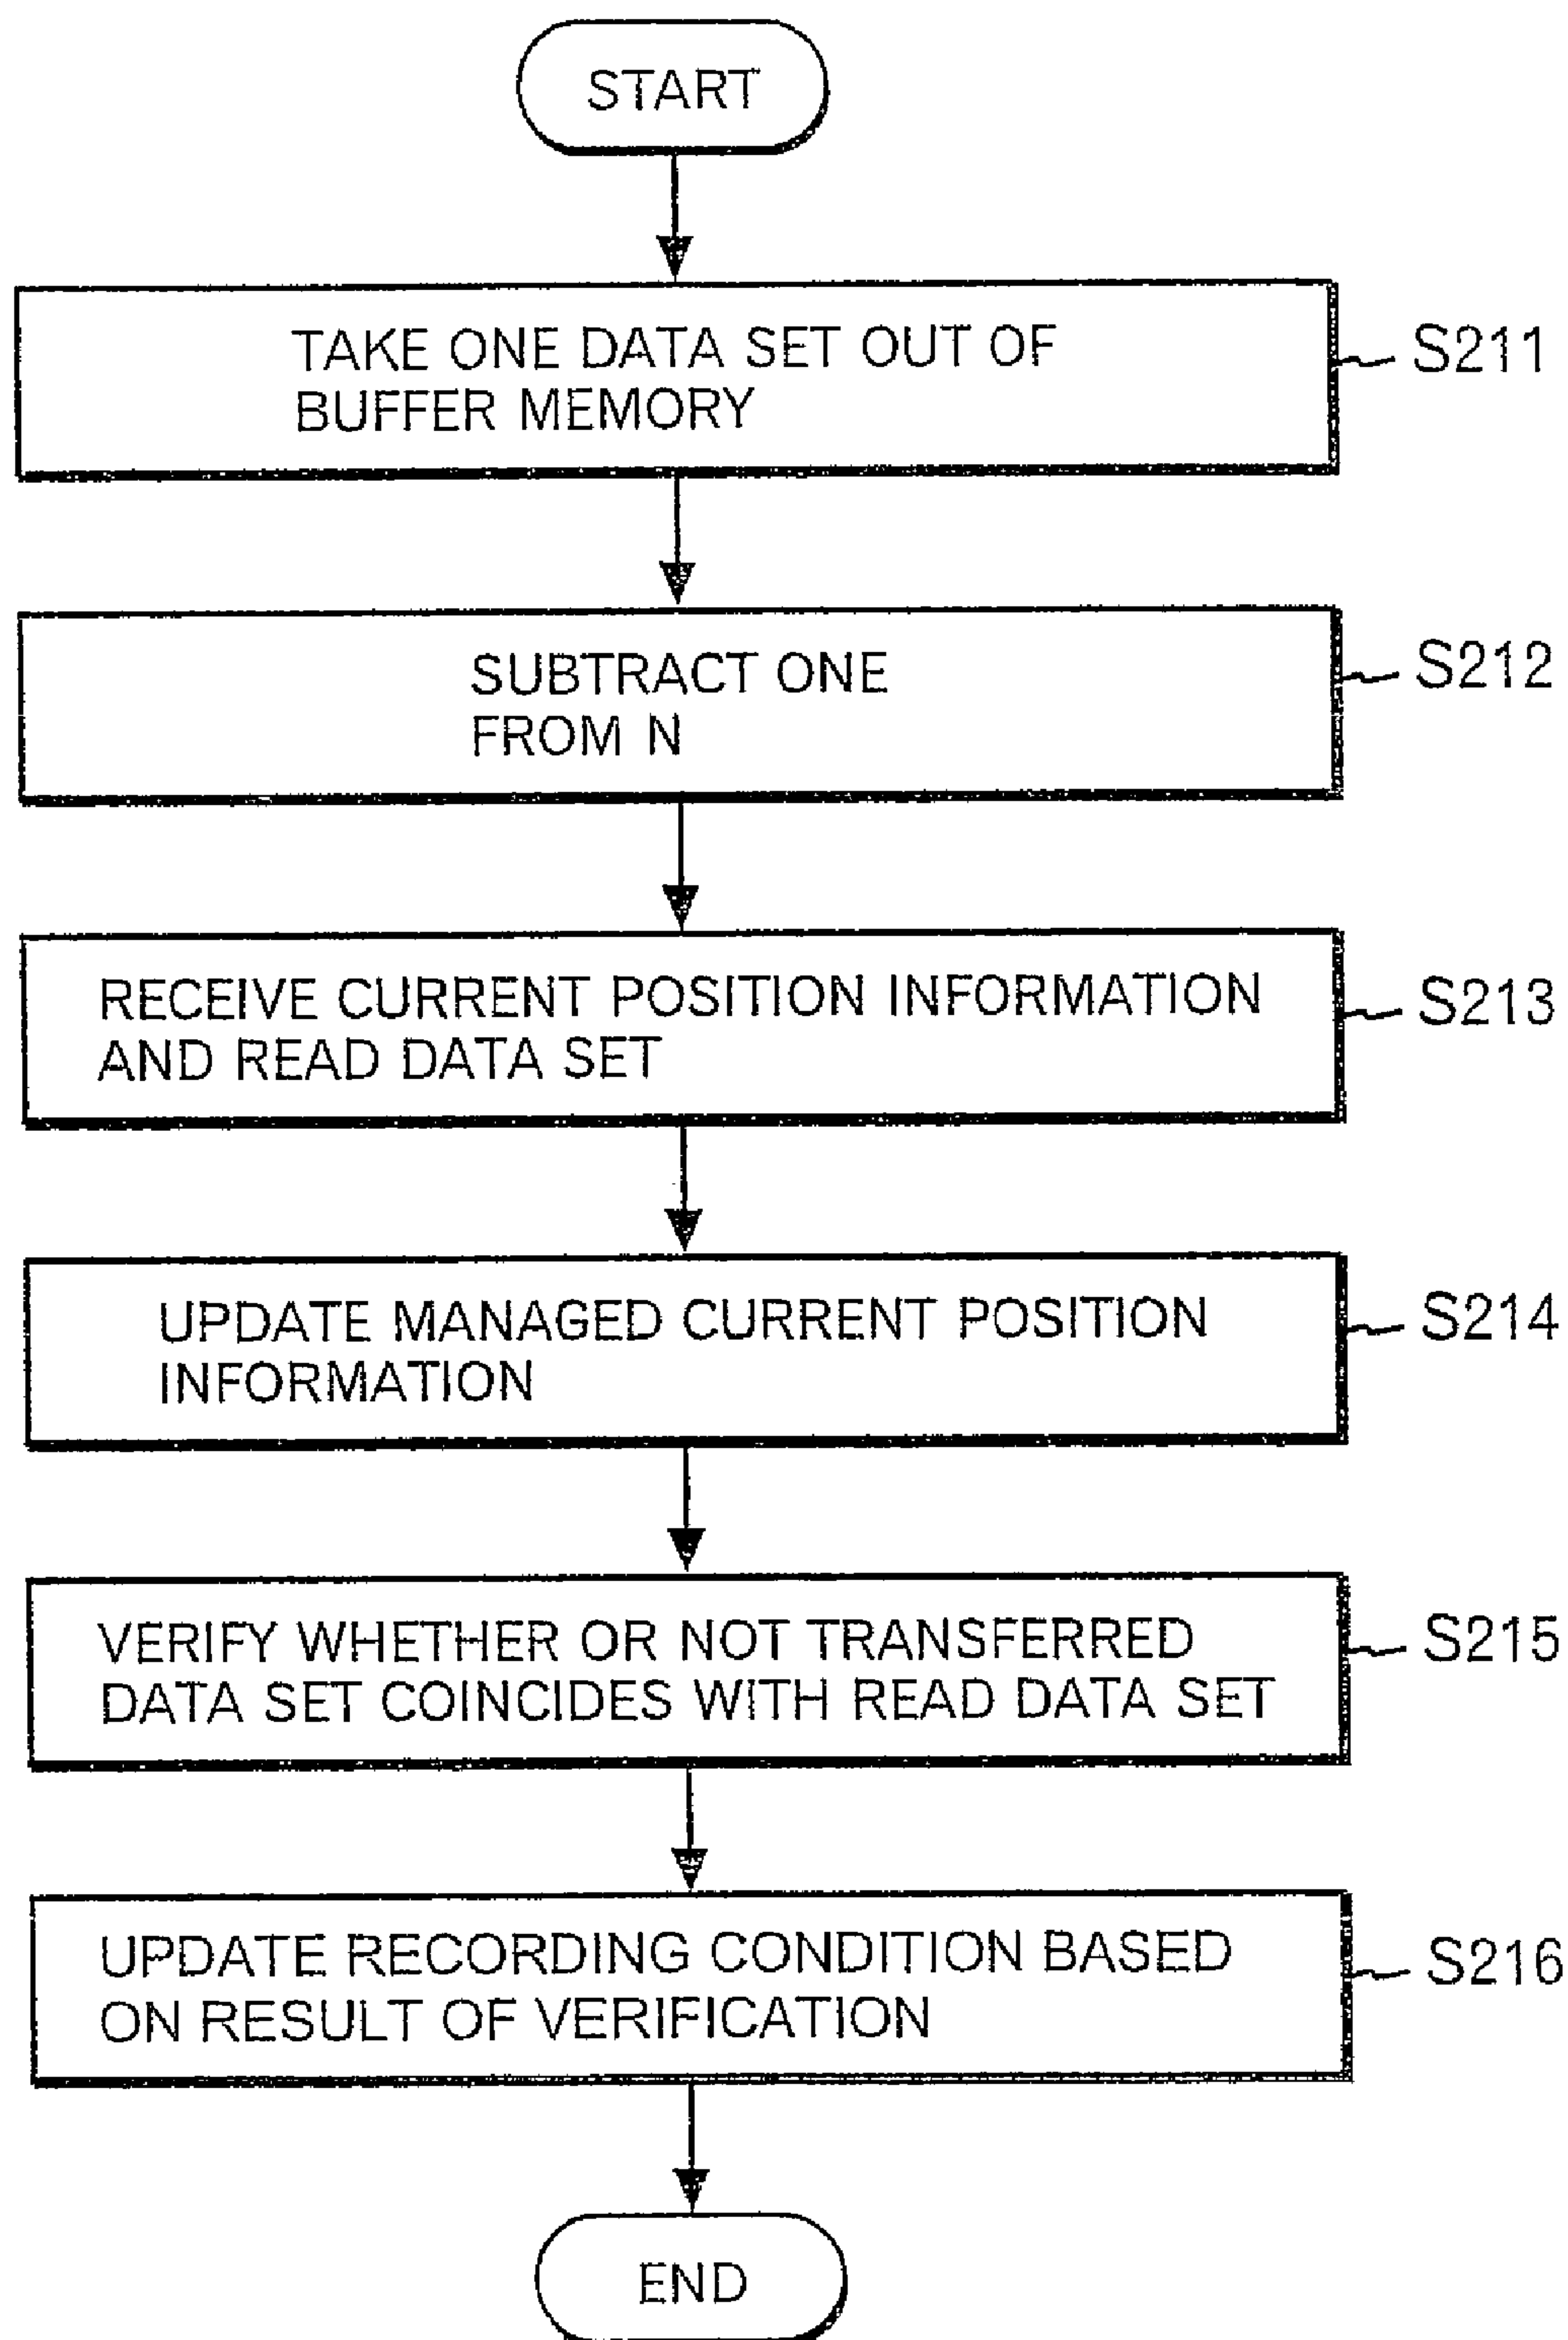 START
TAKE ONE DATA SET OUT OF
BUFFER MEMORY
S211
SUBTRACT ONE
FROM N
S212
RECEIVE CURRENT POSITION INFORMATION
AND READ DATA SET
S213
UPDATE MANAGED CURRENT POSITION
INFORMATION
S214
VERIFY WHETHER OR NOT TRANSFERRED
DATA SET COINCIDES WITH READ DATA SET
S215
UPDATE RECORDING CONDITION BASED
ON RESULT OF VERIFICATION
S216
END